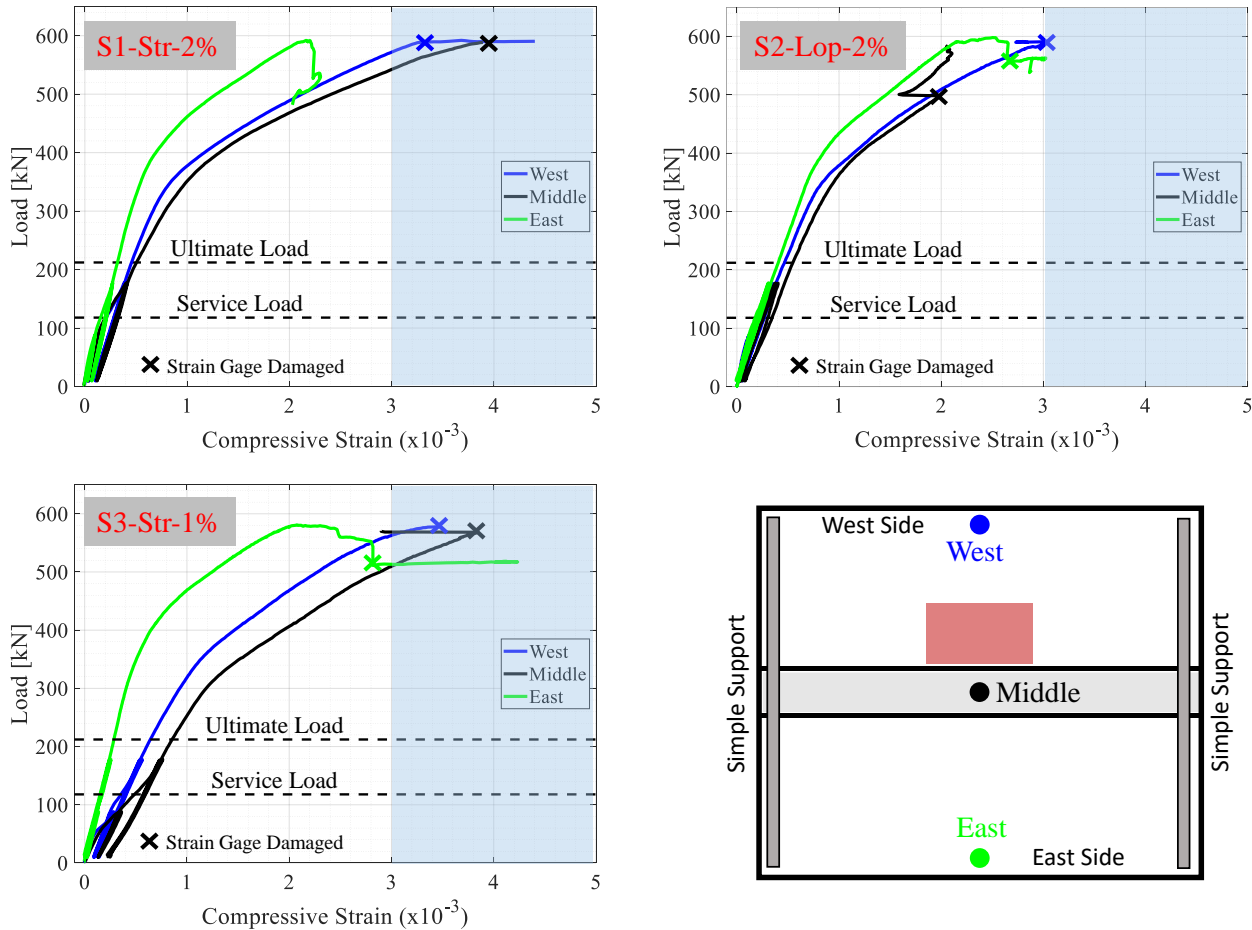 S1-Str-2%
Load [kN]
600
500
400
300
200
100
0
West
Middle
East
Ultimate Load
Service Load
Strain Gage Damaged
0 1 2 3 4 5
Compressive Strain (x10⁻³)
S2-Lop-2%
Load [kN]
600
500
400
300
200
100
0
West
Middle
East
Ultimate Load
Service Load
Strain Gage Damaged
0 1 2 3 4 5
Compressive Strain (x10⁻³)
S3-Str-1%
Load [kN]
600
500
400
300
200
100
0
West
Middle
East
Ultimate Load
Service Load
Strain Gage Damaged
0 1 2 3 4 5
Compressive Strain (x10⁻³)
West Side
West
Simple Support
Middle
Simple Support
East
East Side